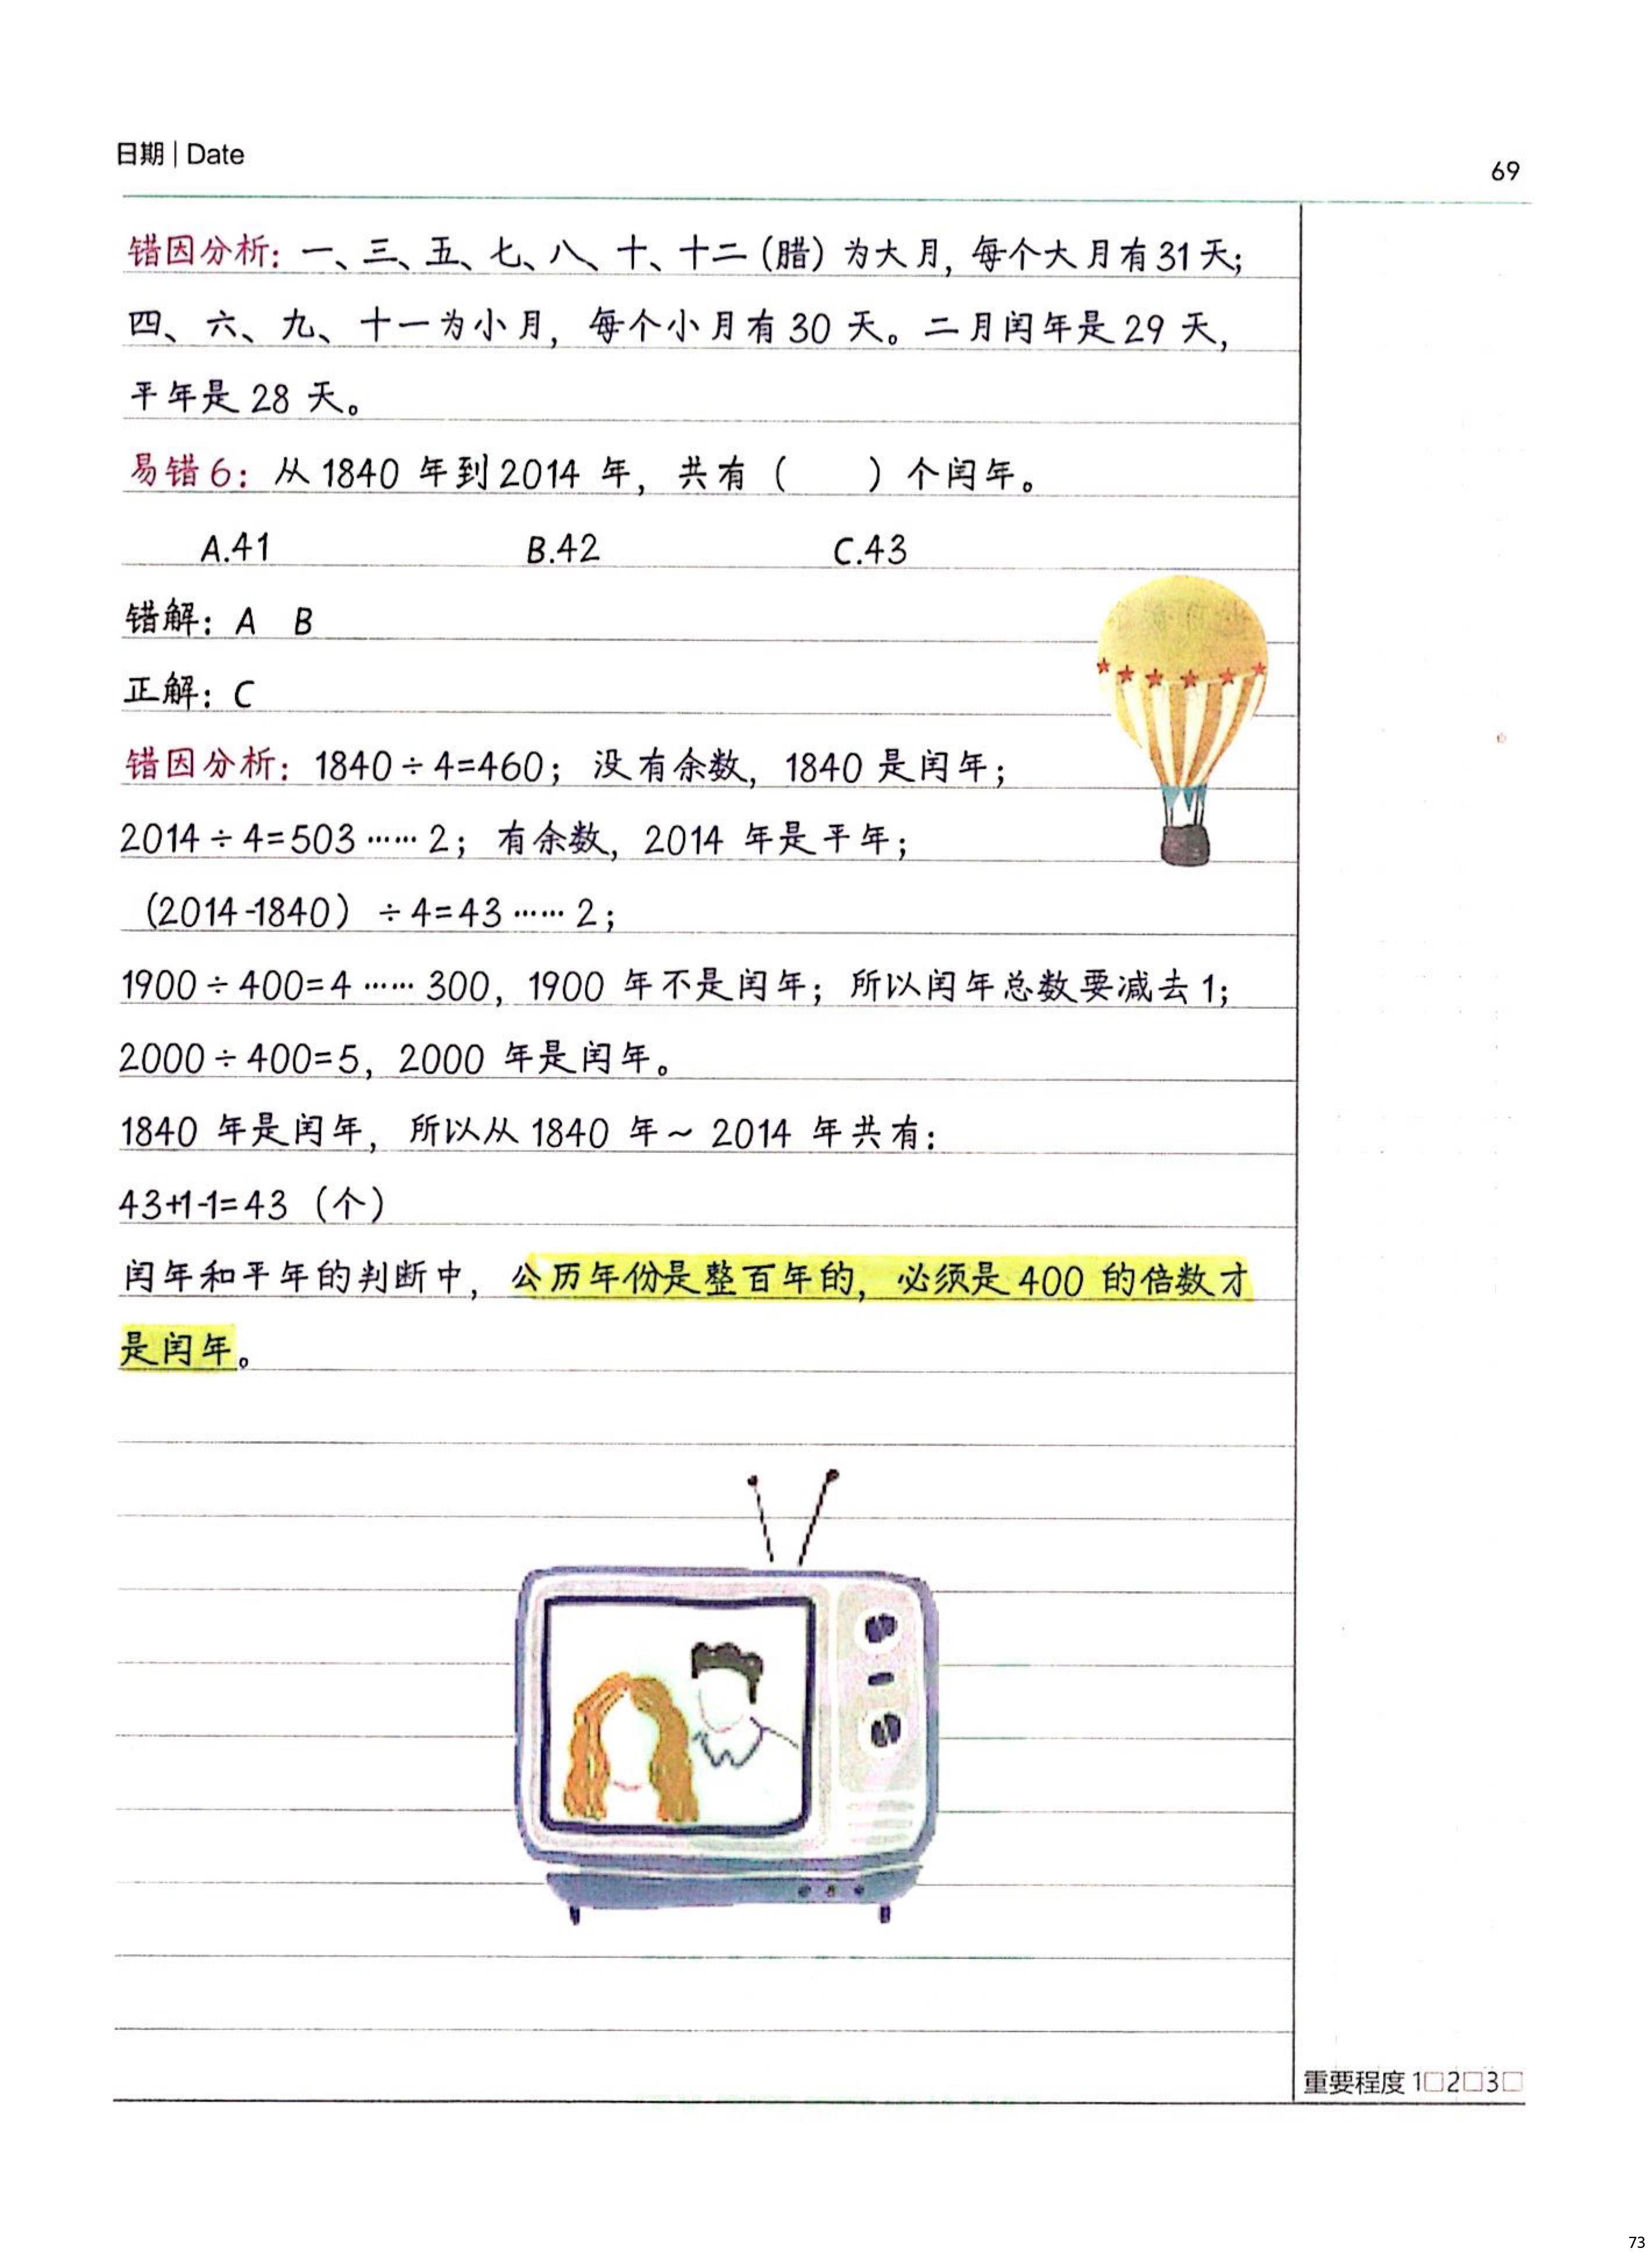 日期 | Date
69
错因分析：一、三、五、七、八、十、十二（腊）为大月，每个大月有31天；
四、六、九、十一为小月，每个小月有30天。二月闰年是29天，
平年是28天。
易错6：从1840年到2014年，共有（  ）个闰年。
A.41 B.42 C.43
错解：A B
正解：C
错因分析：1840÷4=460；没有余数，1840是闰年；
2014÷4=503……2；有余数，2014年是平年；
（2014-1840）÷4=43……2；
1900÷400=4……300，1900年不是闰年；所以闰年总数要减去1；
2000÷400=5，2000年是闰年。
1840年是闰年，所以从1840年~2014年共有：
43+1-1=43（个）
闰年和平年的判断中，公历年份是整百年的，必须是400的倍数才
是闰年。
重要程度 1□2□3□
73